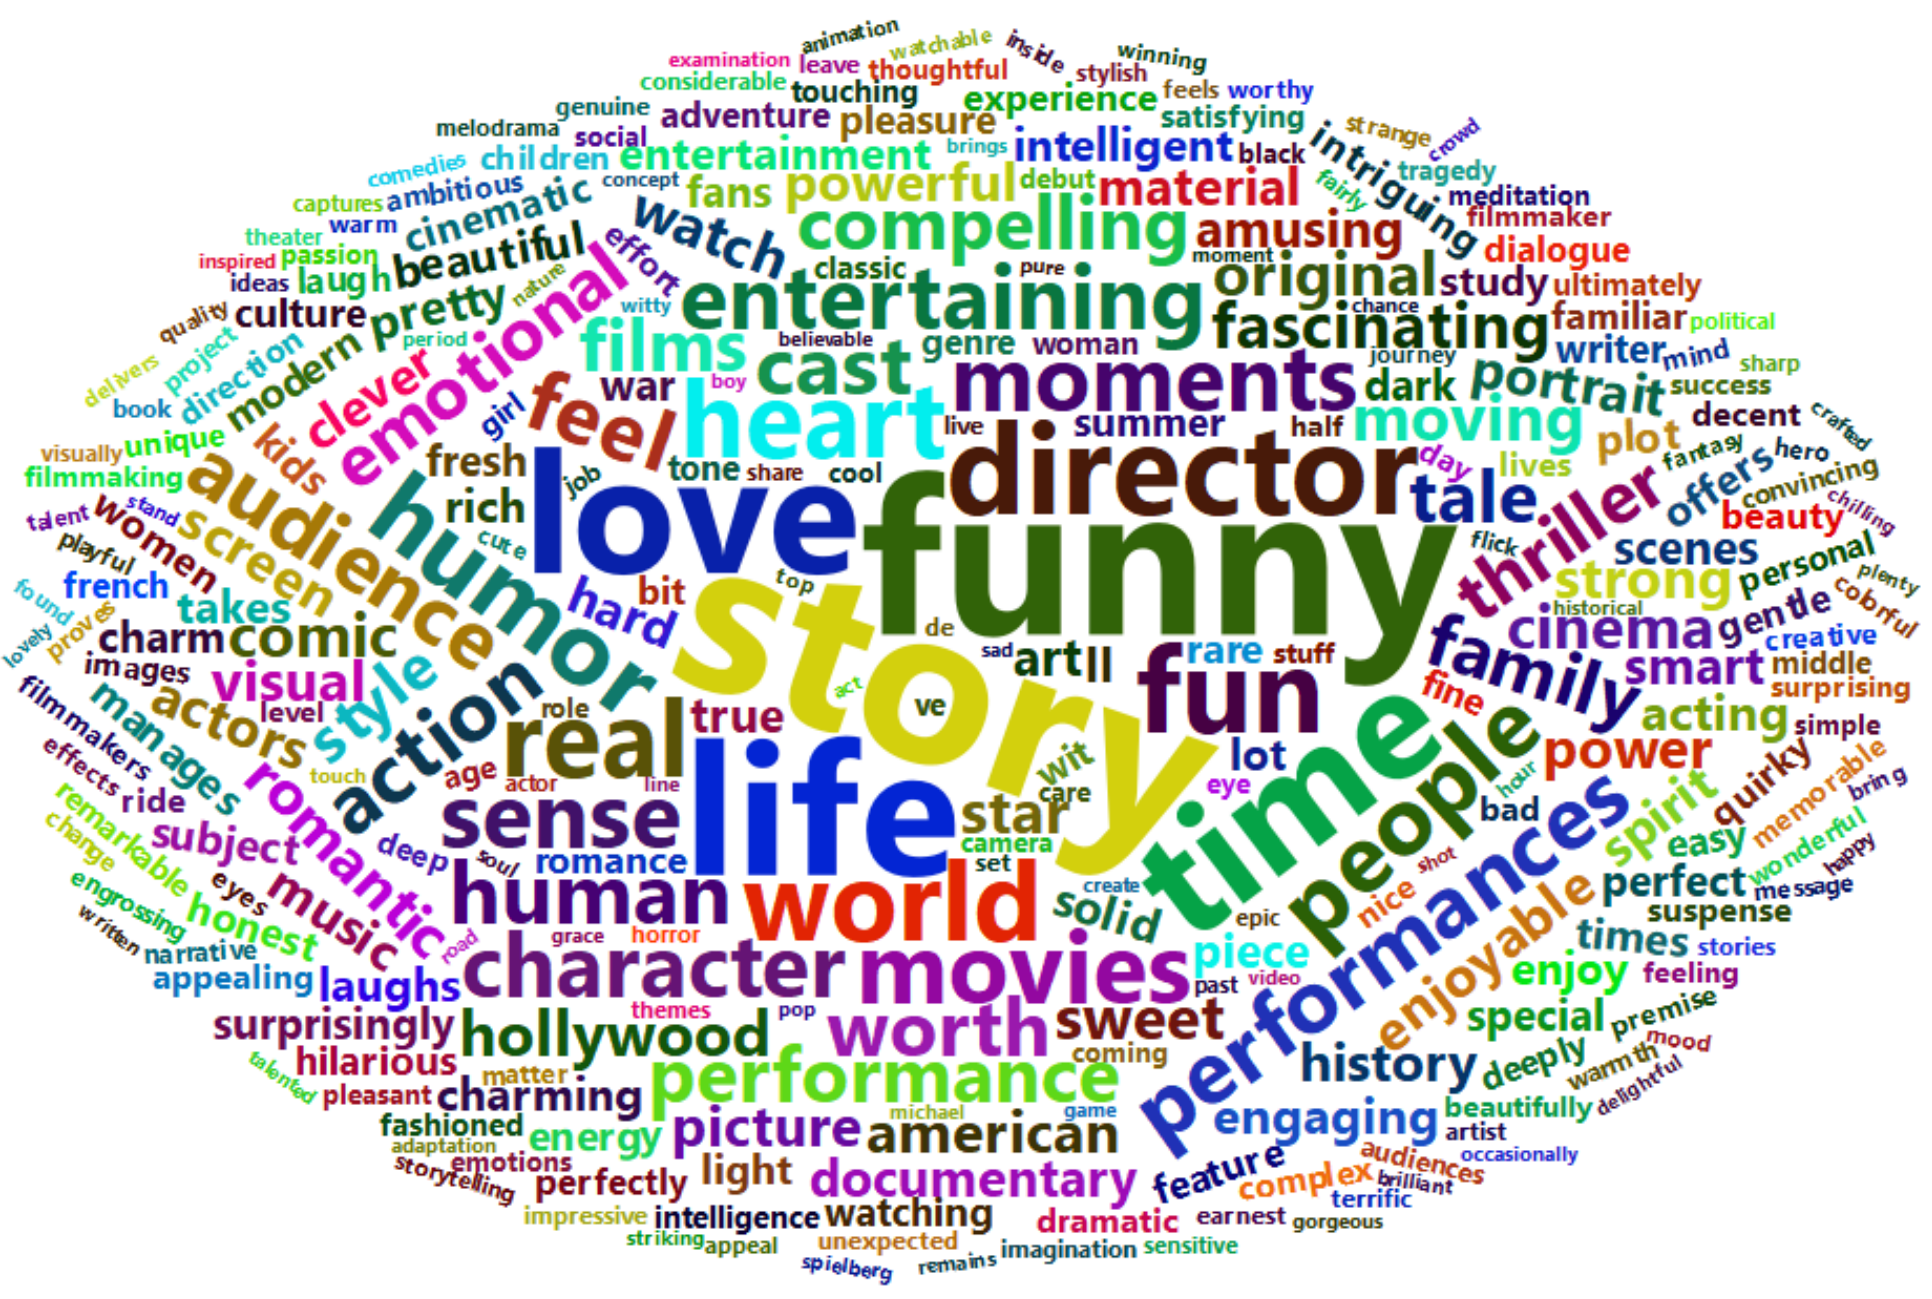 animation
watchable
inside
winning
examination
leave
thoughtful
stylish
considerable
touching
experience
feels
worthy
genuine
adventure
pleasure
satisfying
strange
crowd
melodrama
social
entertainment
brings
intelligent
black
intriguing
tragedy
comedies
children
concept
fans
powerful
debut
material
fairly
meditation
captures
ambitious
cinematic
watch
compelling
amusing
filmmaker
warm
theater
passion
beautiful
effort
classic
pure
moment
dialogue
inspired
ideas
laugh
nature
emotional
witty
entertaining
original
study
ultimately
quality
culture
pretty
films
believable
genre
woman
chance
fascinating
familiar
political
project
direction
modern
period
clever
war
boy
cast
moments
journey
writer
mind
sharp
delivers
book
girl
feel
heart
live
summer
half
dark
portrait
success
moving
decent
crafted
visually
unique
kids
fresh
tone
share
cool
director
day
lives
plot
fantasy
hero
filmmaking
audience
rich
job
love
funny
tale
thriller
offers
convincing
chilling
talent
stand
women
screen
humor
cute
flick
scenes
beauty
playful
french
takes
hard
bit
top
story
strong
personal
plenty
found
proves
lovely
charm
comic
de
historical
cinema
gentle
cobrful
images
visual
style
sad
art
ll
fun
rare
stuff
family
smart
creative
middle
surprising
filmmakers
manages
actors
level
action
role
real
true
act
ve
fine
acting
simple
effects
touch
age
actor
line
life
wit
care
lot
eye
time
people
hour
power
quirky
memorable
bring
remarkable
ride
romantic
sense
star
camera
bad
spirit
change
subject
deep
soul
romance
set
performances
shot
easy
wonderful
happy
engrossing
eyes
music
human
world
create
solid
epic
nice
enjoyable
perfect
message
written
honest
road
grace
horror
suspense
narrative
appealing
laughs
character
movies
piece
past
video
times
stories
enjoy
feeling
surprisingly
hollywood
themes
pop
worth
sweet
special
premise
talented
hilarious
matter
performance
coming
history
deeply
warmth
mood
delightful
pleasant
charming
michael
game
engaging
beautifully
fashioned
energy
picture
american
artist
adaptation
emotions
storytelling
perfectly
light
documentary
feature
complex
audiences
occasionally
brilliant
terrific
impressive
intelligence
watching
dramatic
earnest
gorgeous
striking
appeal
unexpected
imagination
sensitive
spielberg
remains